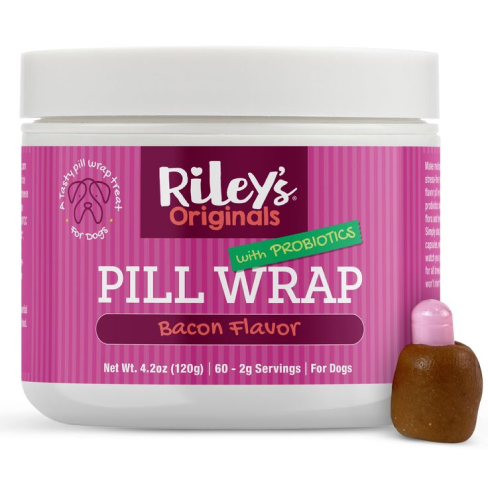 Riley's®
Originals
with PROBIOTICS
A Tasty pill wrap treat
for Dogs
PILL WRAP
Bacon Flavor
Net Wt. 4.2oz (120g) | 60 - 2g Servings | For Dogs